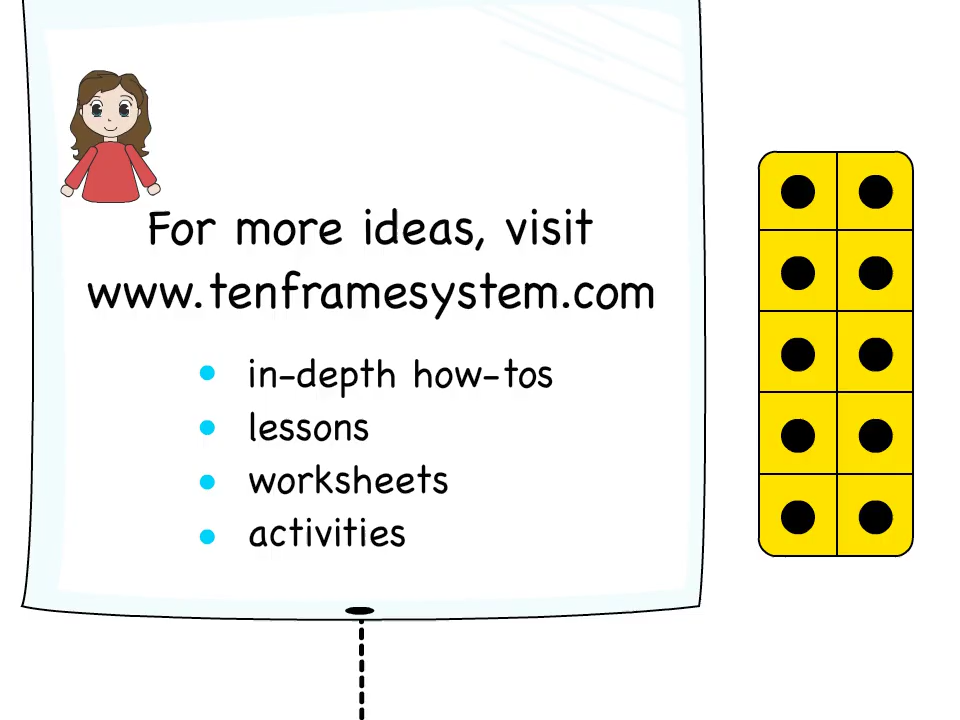 For more ideas, visit
www.tenframesystem.com
in-depth how-tos
lessons
worksheets
activities